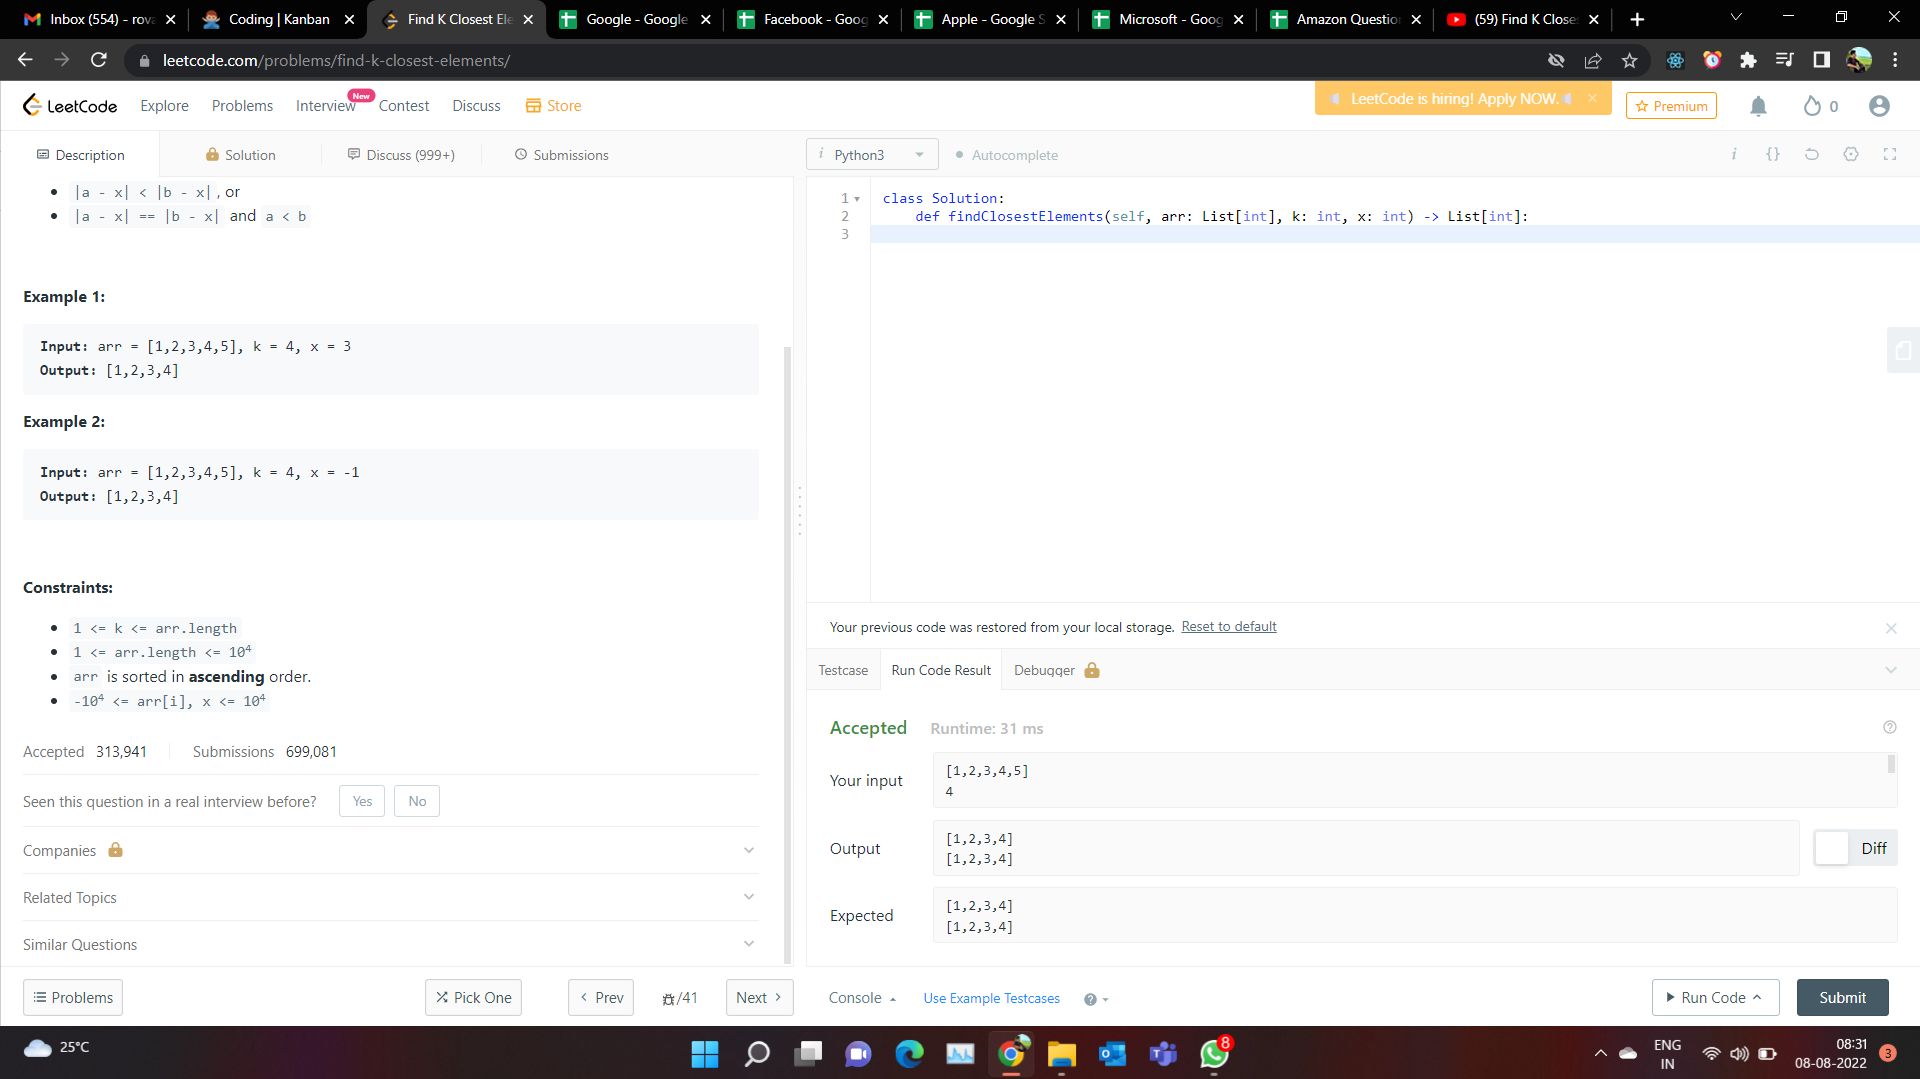 Inbox (554) - rova
Coding | Kanban
Find K Closest Ele
Google - Google
Facebook - Goog
Apple - Google S
Microsoft - Goog
Amazon Question
(59) Find K Close
leetcode.com/problems/find-k-closest-elements/
LeetCode
Explore
Problems
Interview
New
Contest
Discuss
Store
LeetCode is hiring! Apply NOW.
Premium
0
Description
Solution
Discuss (999+)
Submissions
i Python3
Autocomplete
|a - x| < |b - x|, or
|a - x| == |b - x| and a < b
Example 1:
Input: arr = [1,2,3,4,5], k = 4, x = 3
Output: [1,2,3,4]
Example 2:
Input: arr = [1,2,3,4,5], k = 4, x = -1
Output: [1,2,3,4]
Constraints:
1 <= k <= arr.length
1 <= arr.length <= 10⁴
arr is sorted in ascending order.
-10⁴ <= arr[i], x <= 10⁴
Accepted 313,941 Submissions 699,081
Seen this question in a real interview before? Yes No
Companies
Related Topics
Similar Questions
Problems
Pick One
Prev
/41
Next
1 class Solution:
2 def findClosestElements(self, arr: List[int], k: int, x: int) -> List[int]:
3
Your previous code was restored from your local storage. Reset to default
Testcase
Run Code Result
Debugger
Accepted Runtime: 31 ms
Your input
[1,2,3,4,5]
4
Output
[1,2,3,4]
[1,2,3,4]
Diff
Expected
[1,2,3,4]
[1,2,3,4]
Console
Use Example Testcases
Run Code
Submit
25°C
8
ENG
IN
08:31
08-08-2022
3